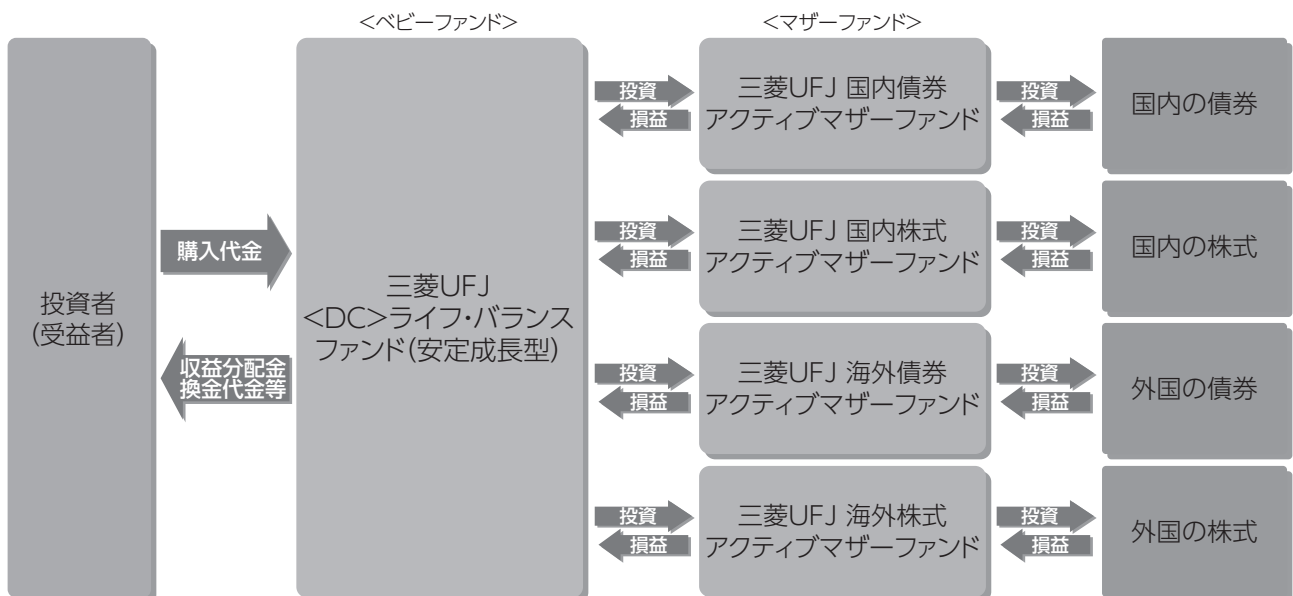 <ベビーファンド>
<マザーファンド>
投資者
(受益者)
購入代金
収益分配金
換金代金等
三菱UFJ
<DC>ライフ・バランス
ファンド(安定成長型)
投資
損益
三菱UFJ 国内債券
アクティブマザーファンド
投資
損益
国内の債券
投資
損益
三菱UFJ 国内株式
アクティブマザーファンド
投資
損益
国内の株式
投資
損益
三菱UFJ 海外債券
アクティブマザーファンド
投資
損益
外国の債券
投資
損益
三菱UFJ 海外株式
アクティブマザーファンド
投資
損益
外国の株式